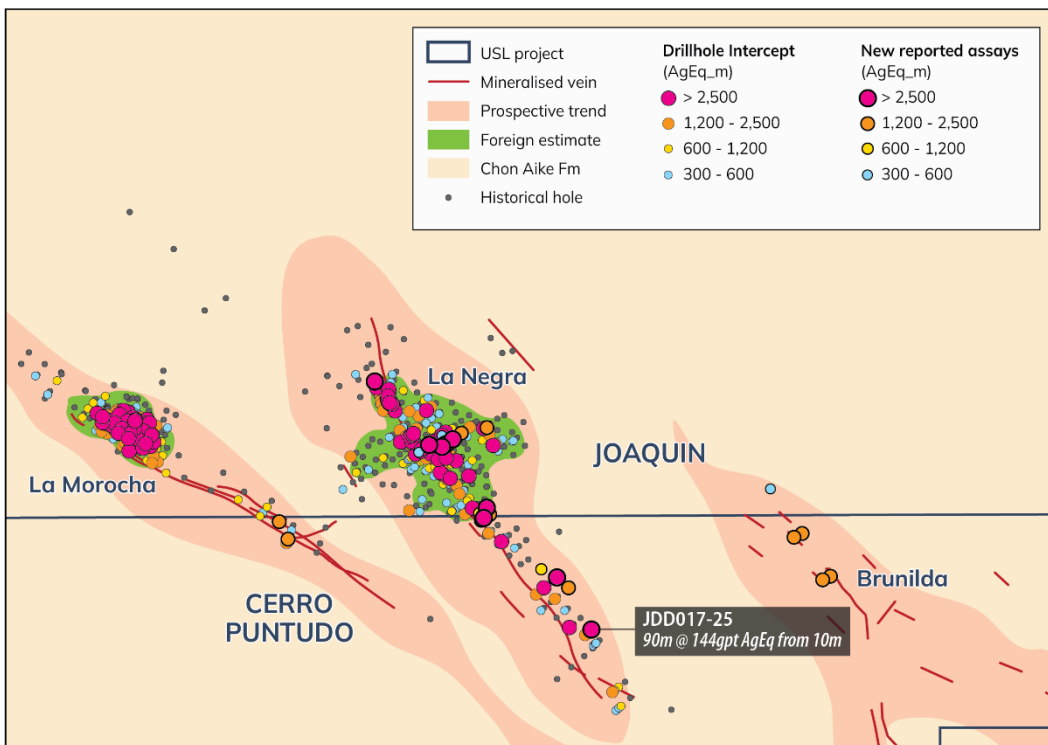 USL project
Mineralised vein
Prospective trend
Foreign estimate
Chon Aike Fm
Historical hole
Drillhole Intercept
(AgEq_m)
> 2,500
1,200 - 2,500
600 - 1,200
300 - 600
New reported assays
(AgEq_m)
> 2,500
1,200 - 2,500
600 - 1,200
300 - 600
La Negra
JOAQUIN
La Morocha
Brunilda
CERRO
PUNTUDO
JDD017-25
90m @ 144gpt AgEq from 10m